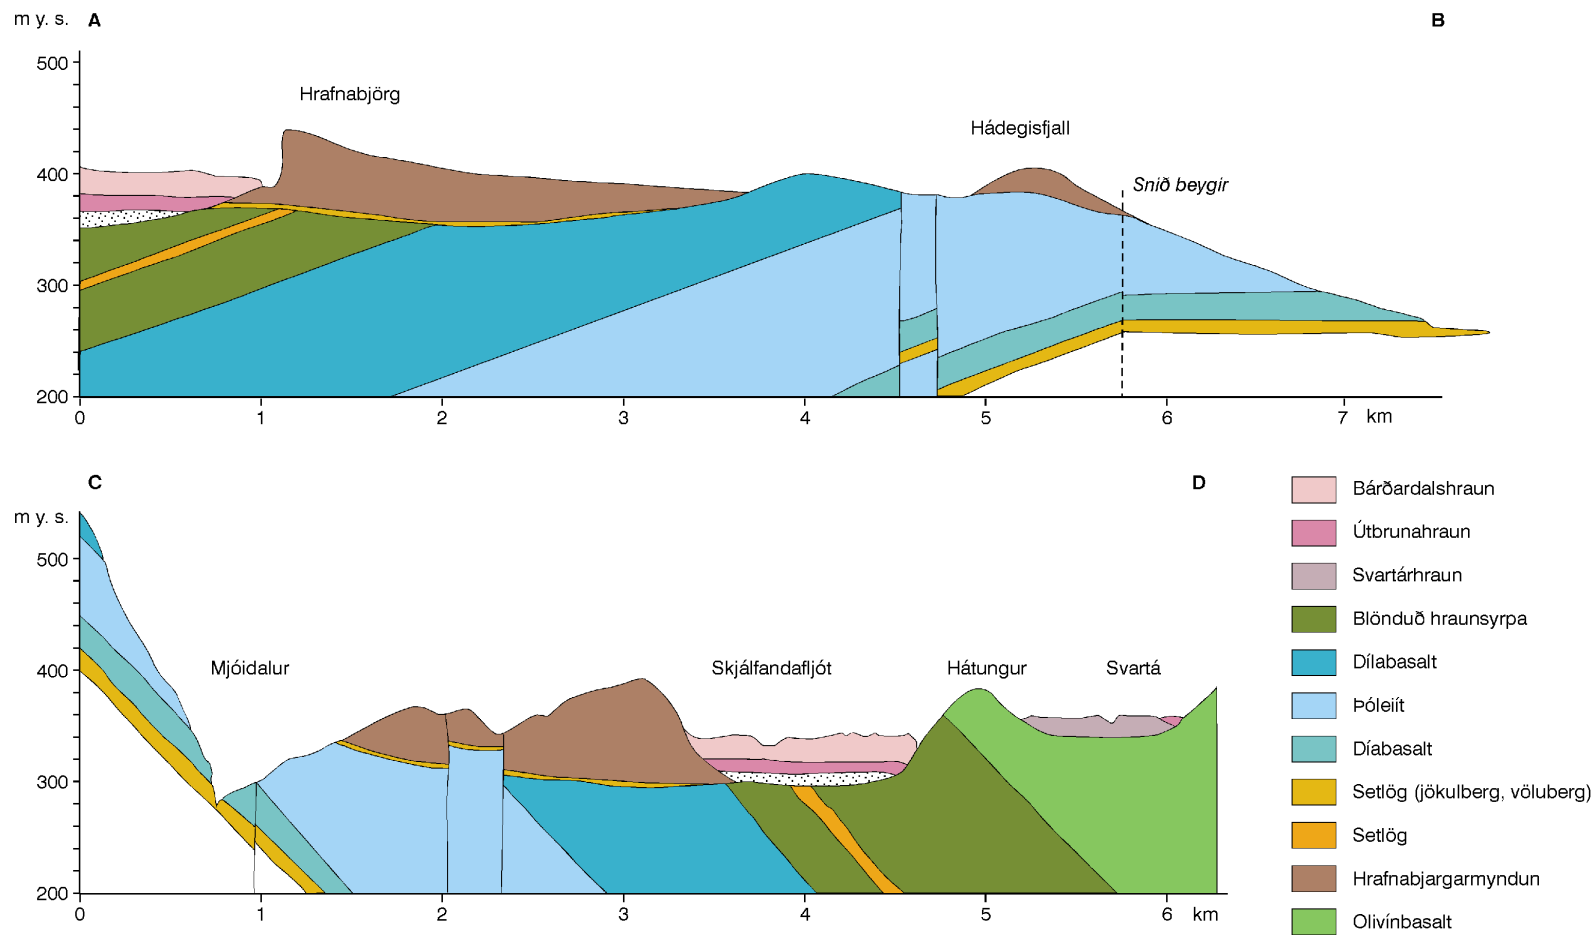 m y. s. A B
500
Hrafnabjörg
Hádegisfjall
400
Snið beygir
300
200
0 1 2 3 4 5 6 7 km
C D
m y. s.
500
400
Mjóidalur Skjálfandafljót Hátungur Svartá
300
200
0 1 2 3 4 5 6 km
Bárðardalshraun
Útbrunahraun
Svartárhraun
Blönduð hraunsyrpa
Dílabasalt
Þóleiít
Díabasalt
Setlög (jökulberg, völuberg)
Setlög
Hrafnabjargarmyndun
Olivínbasalt